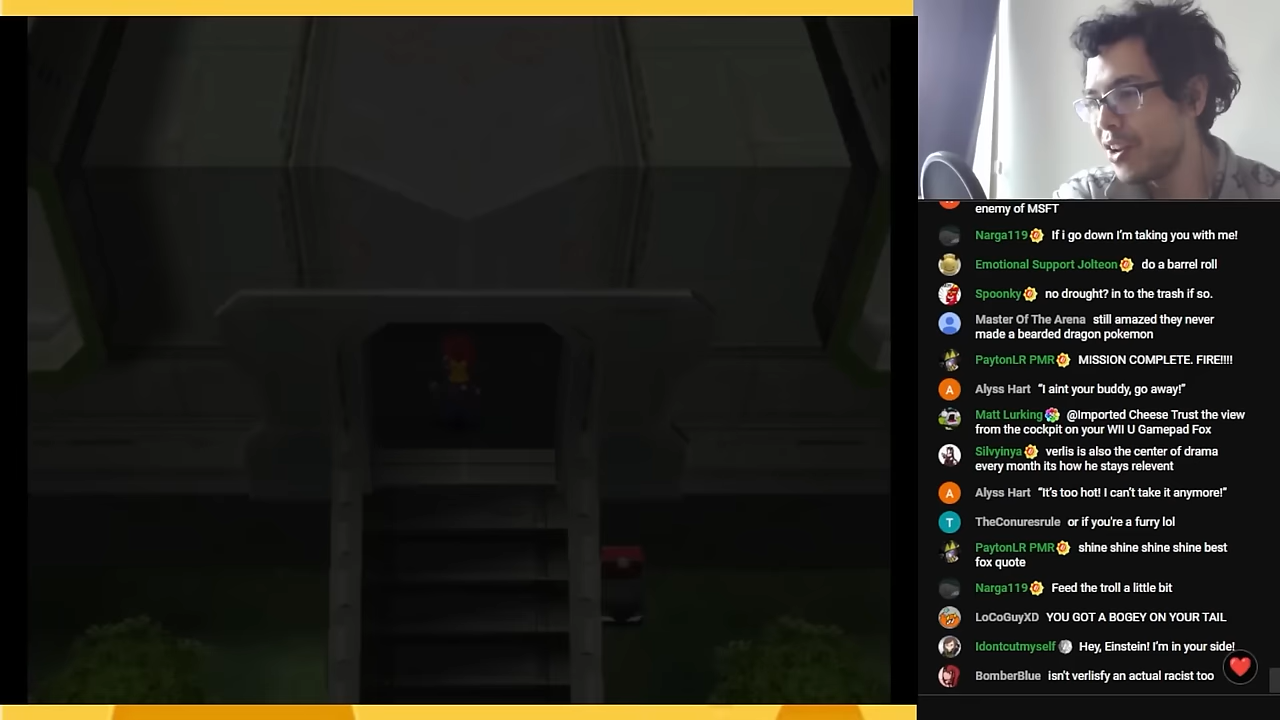 enemy of MSFT
Narga119 If i go down I'm taking you with me!
Emotional Support Jolteon do a barrel roll
Spoonky no drought? in to the trash if so.
Master Of The Arena still amazed they never
made a bearded dragon pokemon
PaytonLR PMR MISSION COMPLETE. FIRE!!!!
A Alyss Hart “I aint your buddy, go away!”
Matt Lurking @Imported Cheese Trust the view
from the cockpit on your WII U Gamepad Fox
Silvyinya verlis is also the center of drama
every month its how he stays relevent
A Alyss Hart “It's too hot! I can't take it anymore!”
T TheConuresrule or if you're a furry lol
PaytonLR PMR shine shine shine shine best
fox quote
Narga119 Feed the troll a little bit
LoCoGuyXD YOU GOT A BOGEY ON YOUR TAIL
Idontcutmyself Hey, Einstein! I'm in your side!
BomberBlue isn't verlisfy an actual racist too